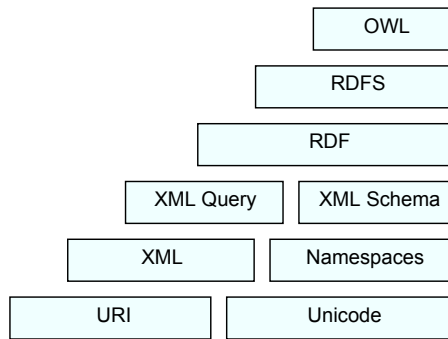 OWL
RDFS
RDF
XML Query XML Schema
XML Namespaces
URI Unicode